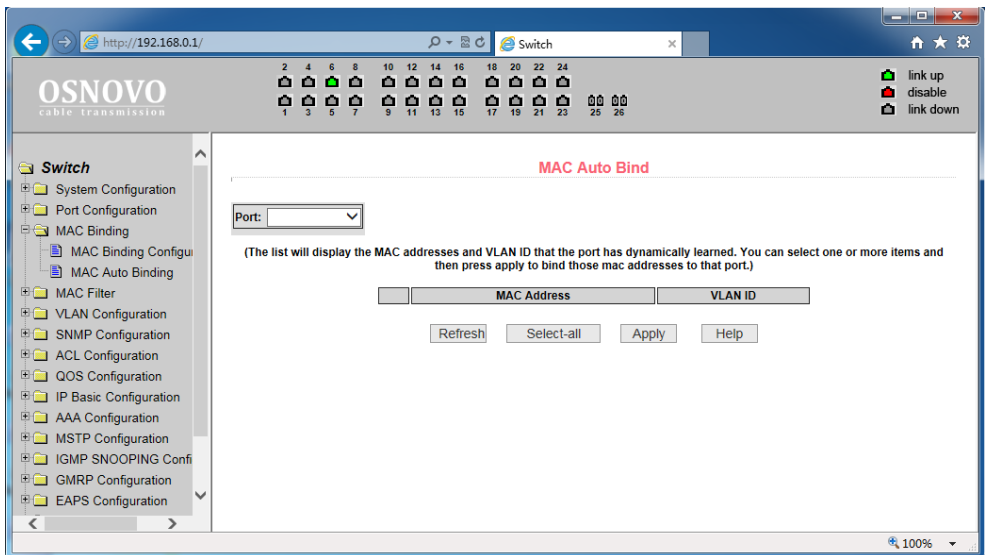 http://192.168.0.1/
Switch
OSNOVO
cable transmission
2 4 6 8 10 12 14 16 18 20 22 24
1 3 5 7 9 11 13 15 17 19 21 23 25 26
link up
disable
link down
Switch
System Configuration
Port Configuration
MAC Binding
MAC Binding Configur
MAC Auto Binding
MAC Filter
VLAN Configuration
SNMP Configuration
ACL Configuration
QOS Configuration
IP Basic Configuration
AAA Configuration
MSTP Configuration
IGMP SNOOPING Confi
GMRP Configuration
EAPS Configuration
MAC Auto Bind
Port:
(The list will display the MAC addresses and VLAN ID that the port has dynamically learned. You can select one or more items and
then press apply to bind those mac addresses to that port.)
MAC Address VLAN ID
Refresh Select-all Apply Help
100%